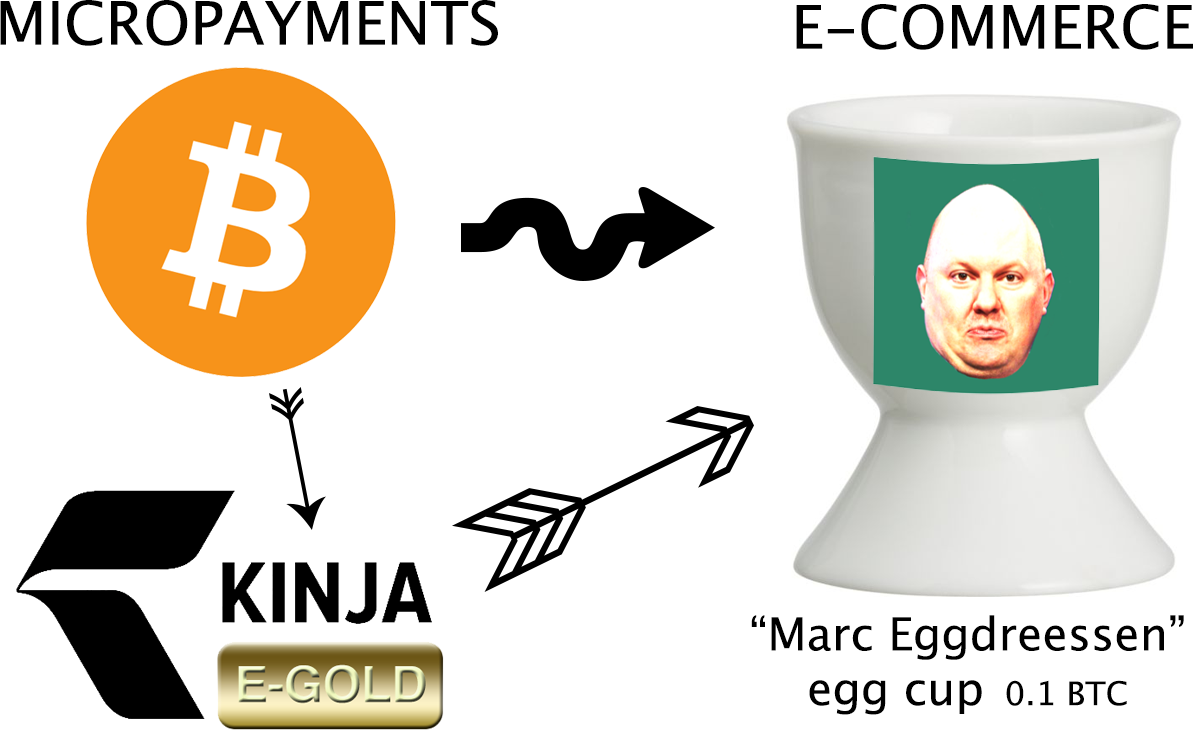 MICROPAYMENTS
E-COMMERCE
KINJA
E-GOLD
“Marc Eggdreessen”
egg cup 0.1 BTC